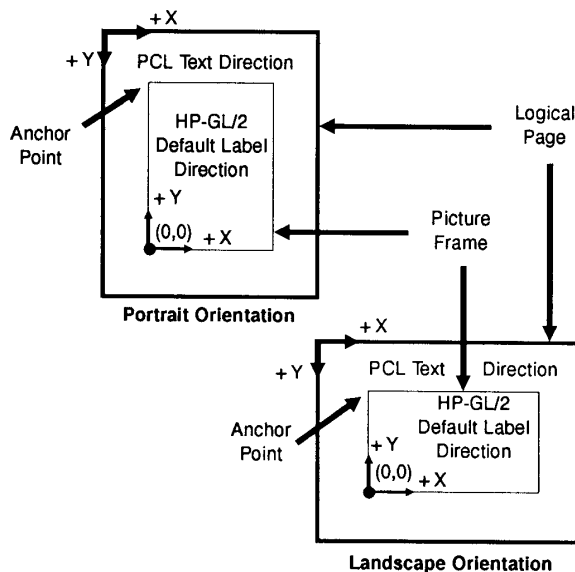 + X
+ Y
PCL Text Direction
Anchor
Point
HP-GL/2
Default Label
Direction
+ Y
(0,0)
+ X
Logical
Page
Picture
Frame
Portrait Orientation
+ X
+ Y
PCL Text Direction
Anchor
Point
HP-GL/2
Default Label
Direction
+ Y
(0,0)
+ X
Landscape Orientation